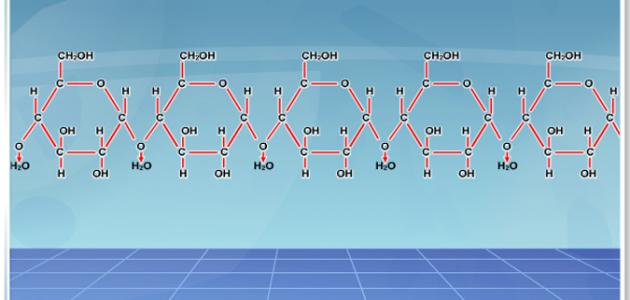 CH₂OH CH₂OH CH₂OH CH₂OH CH₂OH
C O C O C O C O C O
H H H H H H H H H H
C C C C C C C C C C
OH H OH H OH H OH H OH H
O O O O O
C C C C C C C C C C
H₂O H₂O H₂O H₂O H₂O
H OH H OH H OH H OH H OH